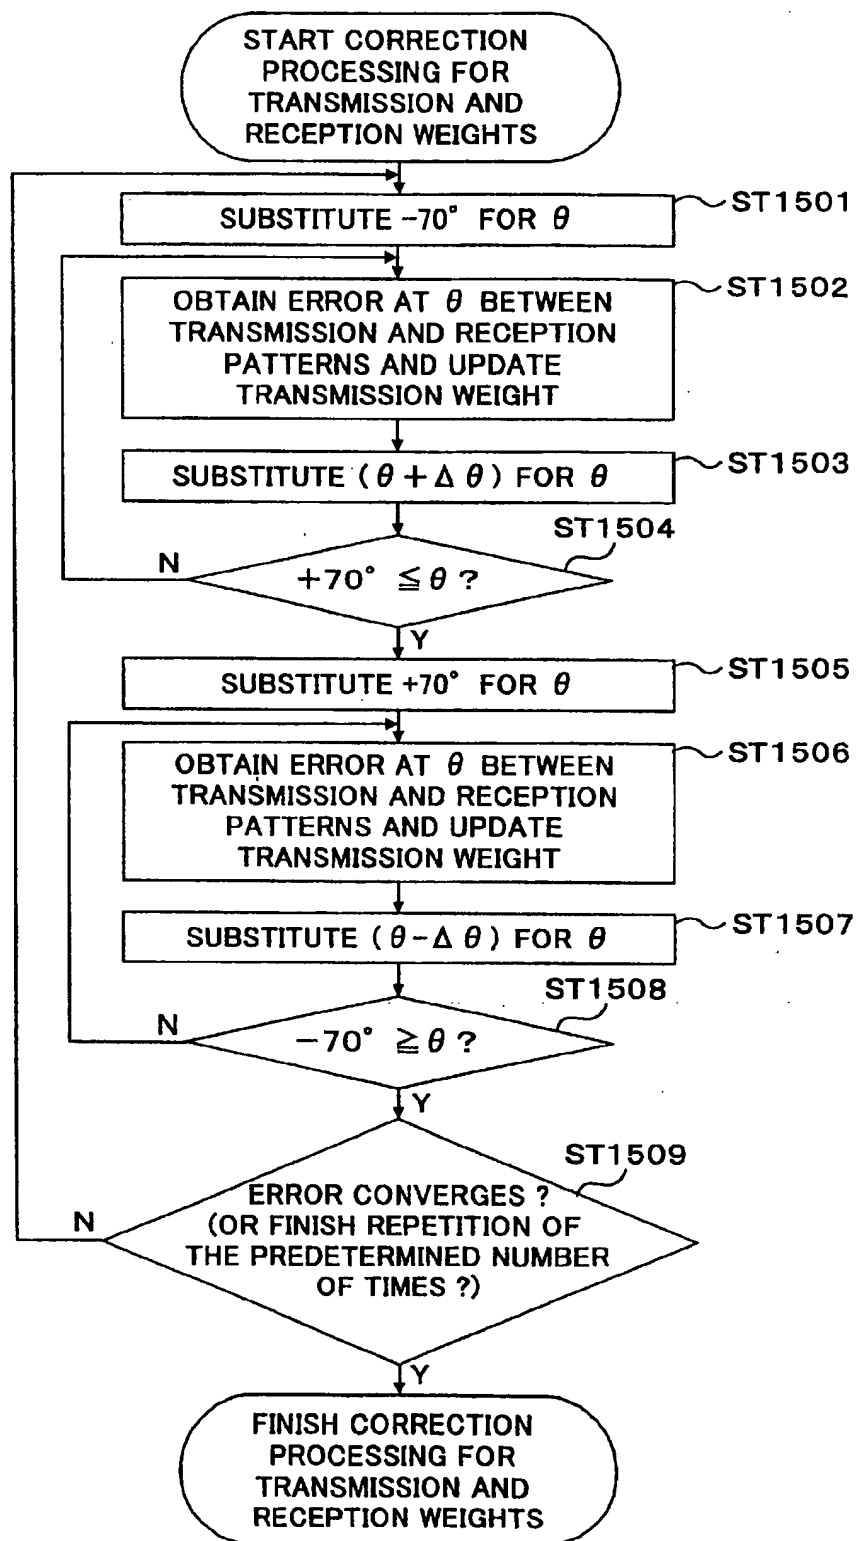 START CORRECTION
PROCESSING FOR
TRANSMISSION AND
RECEPTION WEIGHTS
SUBSTITUTE -70° FOR θ
ST1501
OBTAIN ERROR AT θ BETWEEN
TRANSMISSION AND RECEPTION
PATTERNS AND UPDATE
TRANSMISSION WEIGHT
ST1502
SUBSTITUTE (θ + Δ θ) FOR θ
ST1503
ST1504
N
+70° ≦ θ ?
Y
SUBSTITUTE +70° FOR θ
ST1505
OBTAIN ERROR AT θ BETWEEN
TRANSMISSION AND RECEPTION
PATTERNS AND UPDATE
TRANSMISSION WEIGHT
ST1506
SUBSTITUTE (θ - Δ θ) FOR θ
ST1507
ST1508
N
-70° ≧ θ ?
Y
ST1509
N
ERROR CONVERGES ?
(OR FINISH REPETITION OF
THE PREDETERMINED NUMBER
OF TIMES ?)
Y
FINISH CORRECTION
PROCESSING FOR
TRANSMISSION AND
RECEPTION WEIGHTS